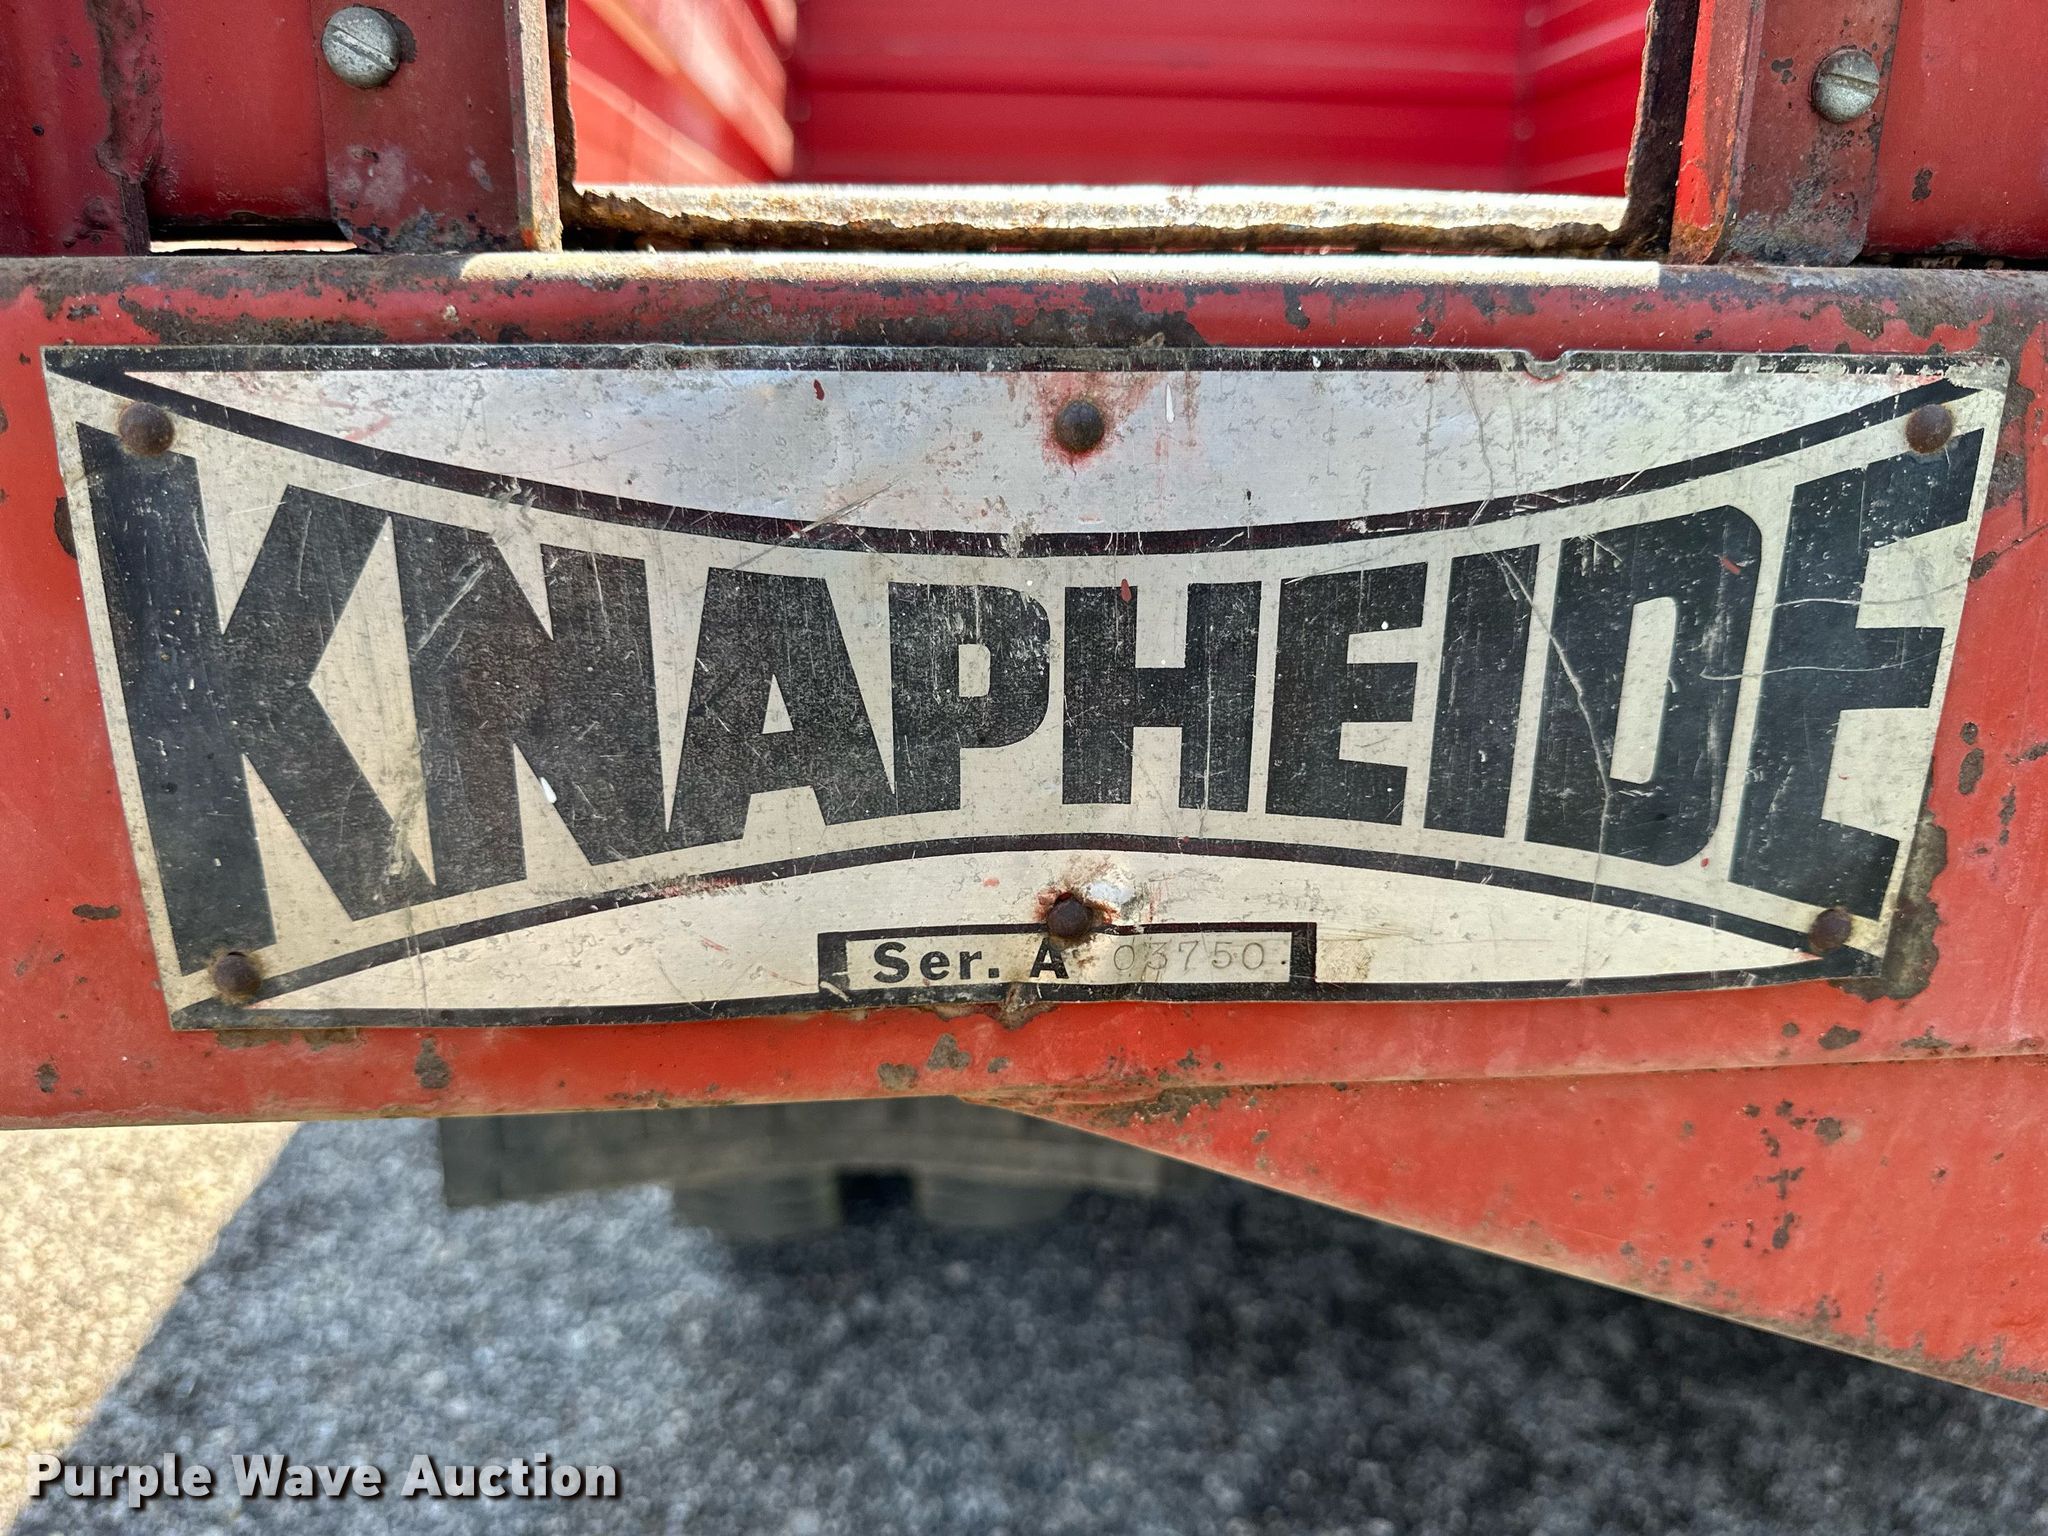 KNAPHEIDE
Ser. A 03750
Purple Wave Auction